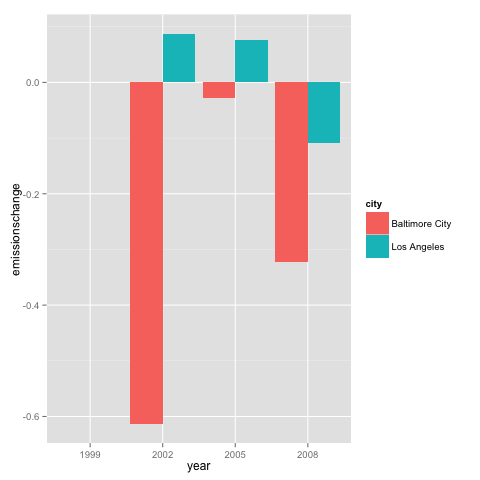 emissionschange
0.0
-0.2
-0.4
-0.6
1999 2002 2005 2008
year
city
Baltimore City
Los Angeles